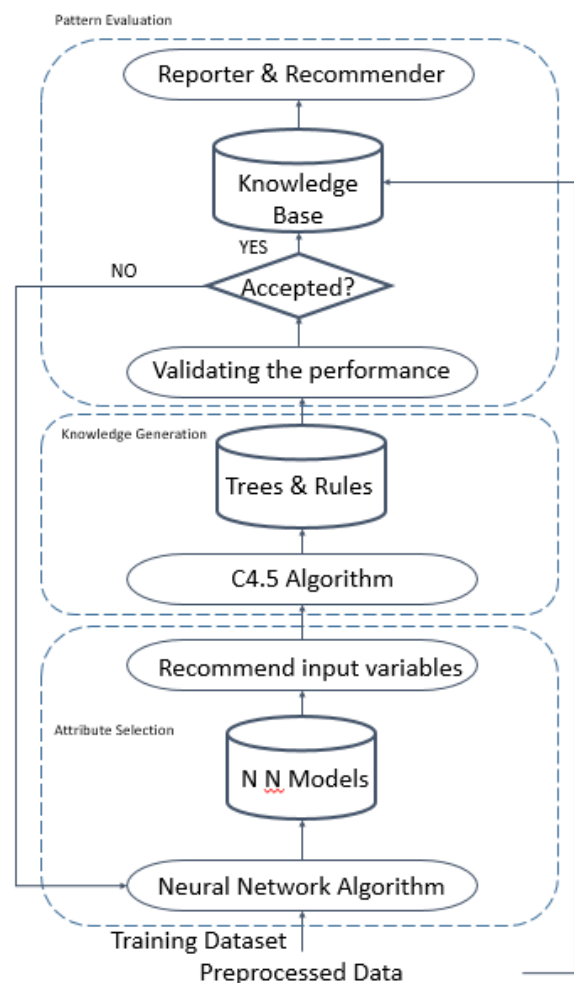 Pattern Evaluation
Reporter & Recommender
Knowledge
Base
YES
NO
Accepted?
Validating the performance
Knowledge Generation
Trees & Rules
C4.5 Algorithm
Recommend input variables
Attribute Selection
N N Models
Neural Network Algorithm
Training Dataset
Preprocessed Data